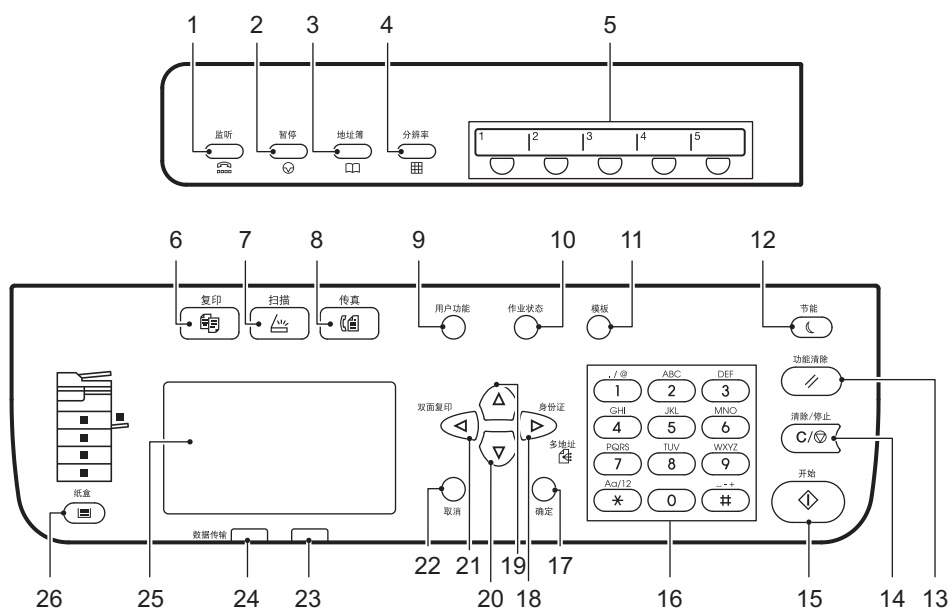 1 2 3 4 5
监听 暂停 地址簿 分辨率
1 2 3 4 5
6 7 8 9 10 11 12
复印 扫描 传真 用户功能 作业状态 模板 节能
功能清除
. / @ ABC DEF
1 2 3
双面复印 身份证
GHI JKL MNO
4 5 6
清除/停止
C/
多地址
PQRS TUV WXYZ
7 8 9
开始
纸盒
Aa/12 _ - +
* 0 #
取消 确定
数据传输
26 25 24 23 22 21 20 19 18 17 16 15 14 13